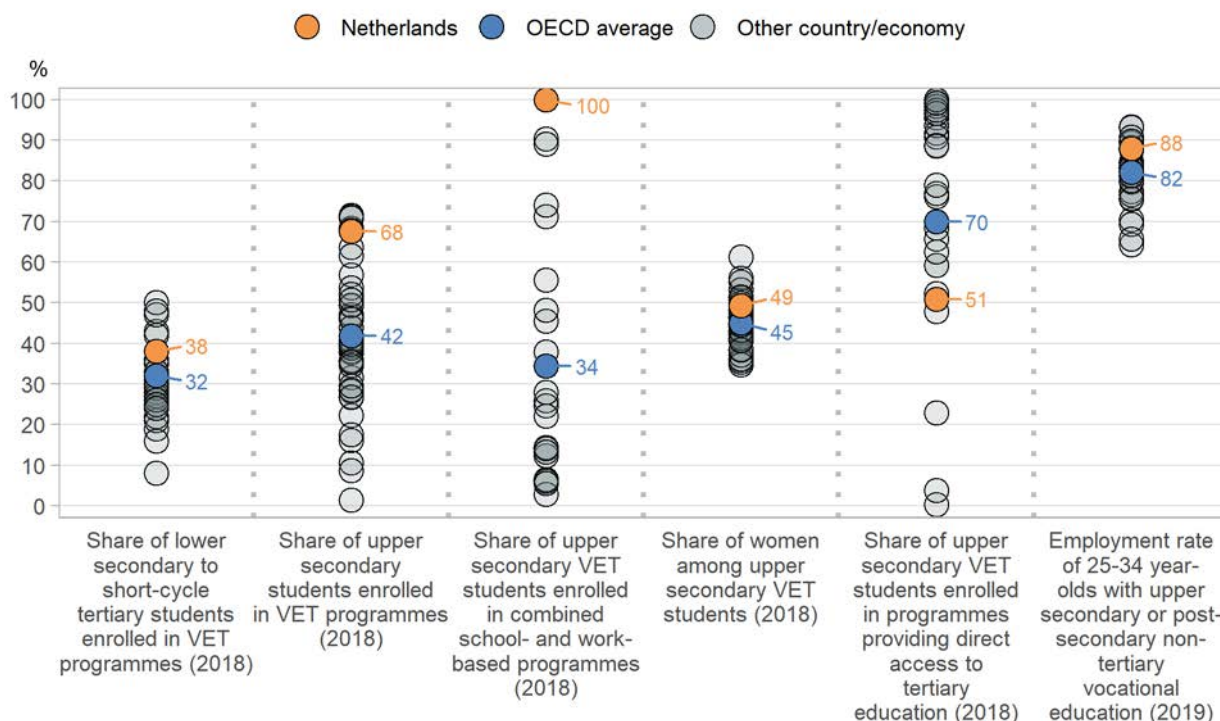 Netherlands OECD average Other country/economy
%
100
90
80
70
60
50
40
30
20
10
0
38
32
68
42
100
34
49
45
70
51
88
82
Share of lower
secondary to
short-cycle
tertiary students
enrolled in VET
programmes (2018)
Share of upper
secondary
students enrolled
in VET programmes
(2018)
Share of upper
secondary VET
students enrolled
in combined
school- and work-
based programmes
(2018)
Share of women
among upper
secondary VET
students (2018)
Share of upper
secondary VET
students enrolled
in programmes
providing direct
access to
tertiary
education (2018)
Employment rate
of 25-34 year-
olds with upper
secondary or post-
secondary non-
tertiary
vocational
education (2019)